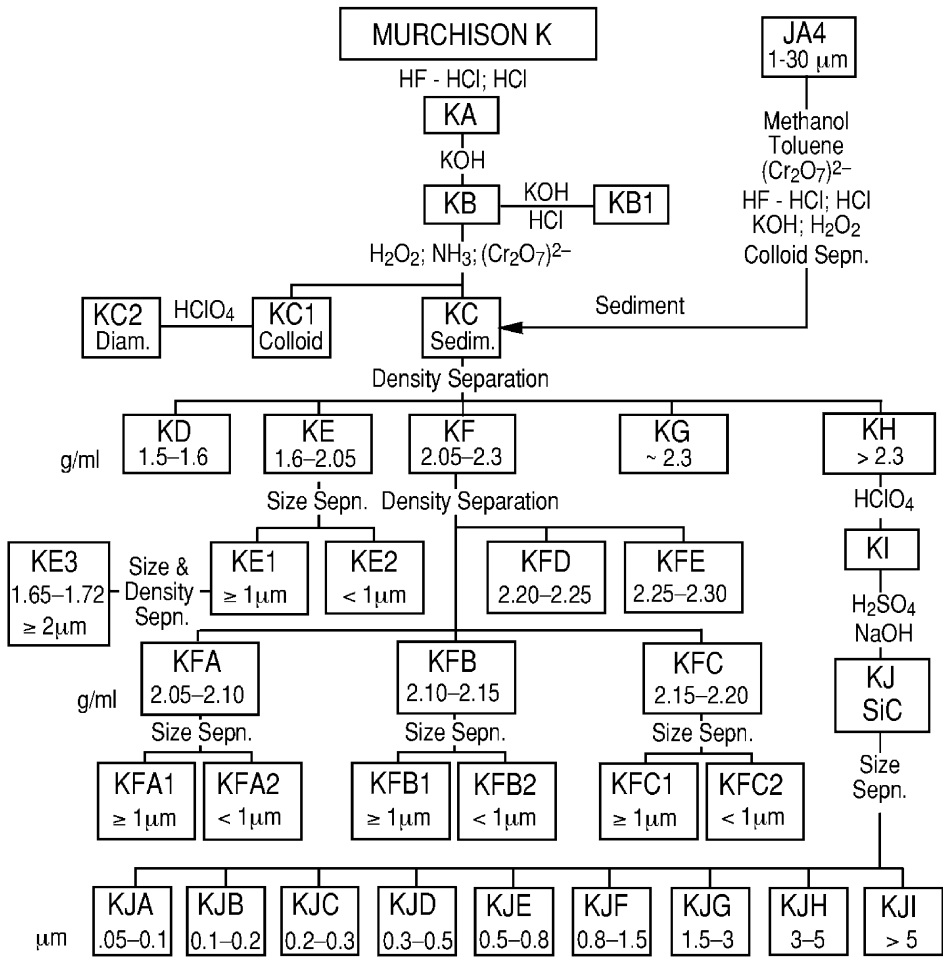 MURCHISON K
JA4
1-30 µm
HF - HCl; HCl
KA
KOH
KB
KOH
HCl
KB1
Methanol
Toluene
(Cr₂O₇)²⁻
HF - HCl; HCl
KOH; H₂O₂
Colloid Sepn.
H₂O₂; NH₃; (Cr₂O₇)²⁻
KC2
Diam.
HClO₄
KC1
Colloid
KC
Sedim.
Sediment
Density Separation
g/ml
KD
1.5–1.6
KE
1.6–2.05
KF
2.05–2.3
KG
~ 2.3
KH
> 2.3
Size Sepn.
Density Separation
HClO₄
KE3
1.65–1.72
≥ 2µm
Size &
Density
Sepn.
KE1
≥ 1µm
KE2
< 1µm
KFD
2.20–2.25
KFE
2.25–2.30
KI
H₂SO₄
NaOH
g/ml
KFA
2.05–2.10
KFB
2.10–2.15
KFC
2.15–2.20
KJ
SiC
Size Sepn.
Size Sepn.
Size Sepn.
Size
Sepn.
KFA1
≥ 1µm
KFA2
< 1µm
KFB1
≥ 1µm
KFB2
< 1µm
KFC1
≥ 1µm
KFC2
< 1µm
µm
KJA
.05–0.1
KJB
0.1–0.2
KJC
0.2–0.3
KJD
0.3–0.5
KJE
0.5–0.8
KJF
0.8–1.5
KJG
1.5–3
KJH
3–5
KJI
> 5